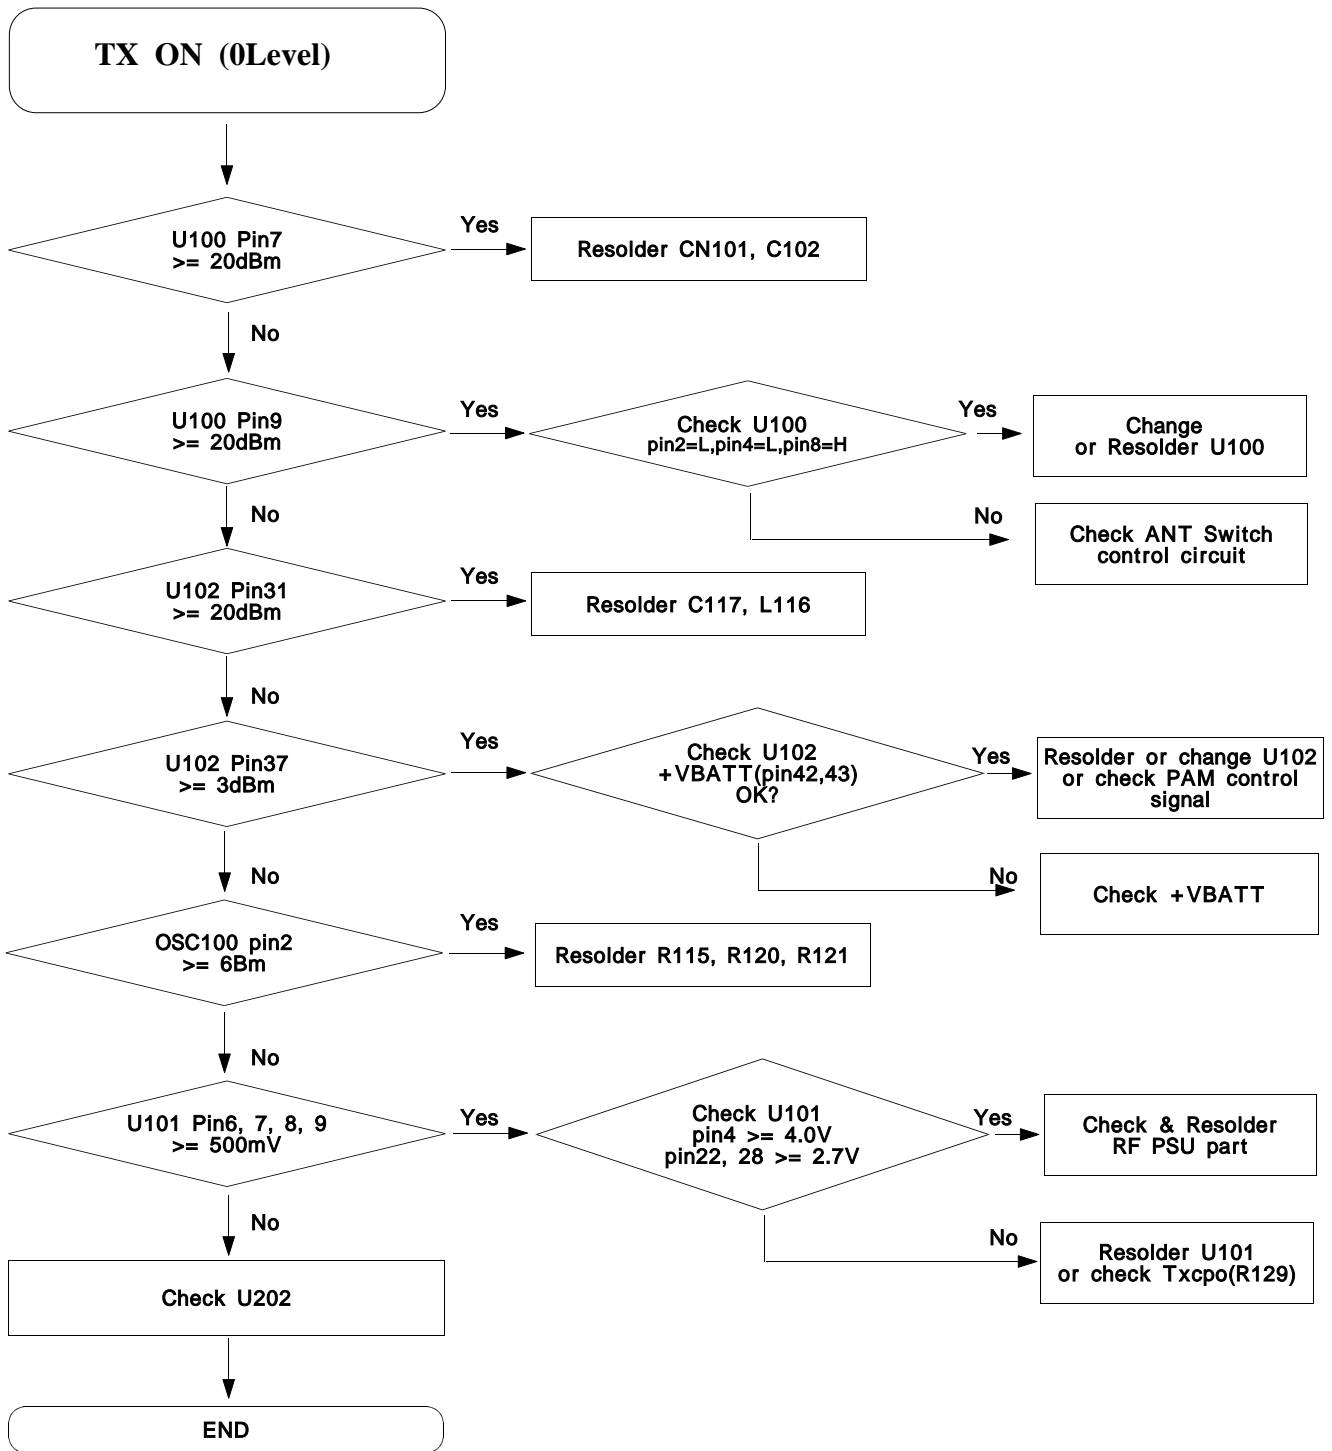 TX ON (0Level)
U100 Pin7
>= 20dBm
Yes
Resolder CN101, C102
No
U100 Pin9
>= 20dBm
Yes
Check U100
pin2=L,pin4=L,pin8=H
Yes
Change
or Resolder U100
No
Check ANT Switch
control circuit
No
U102 Pin31
>= 20dBm
Yes
Resolder C117, L116
No
U102 Pin37
>= 3dBm
Yes
Check U102
+VBATT(pin42,43)
OK?
Yes
Resolder or change U102
or check PAM control
signal
No
Check +VBATT
No
OSC100 pin2
>= 6Bm
Yes
Resolder R115, R120, R121
No
U101 Pin6, 7, 8, 9
>= 500mV
Yes
Check U101
pin4 >= 4.0V
pin22, 28 >= 2.7V
Yes
Check & Resolder
RF PSU part
No
Resolder U101
or check Txcpo(R129)
No
Check U202
END